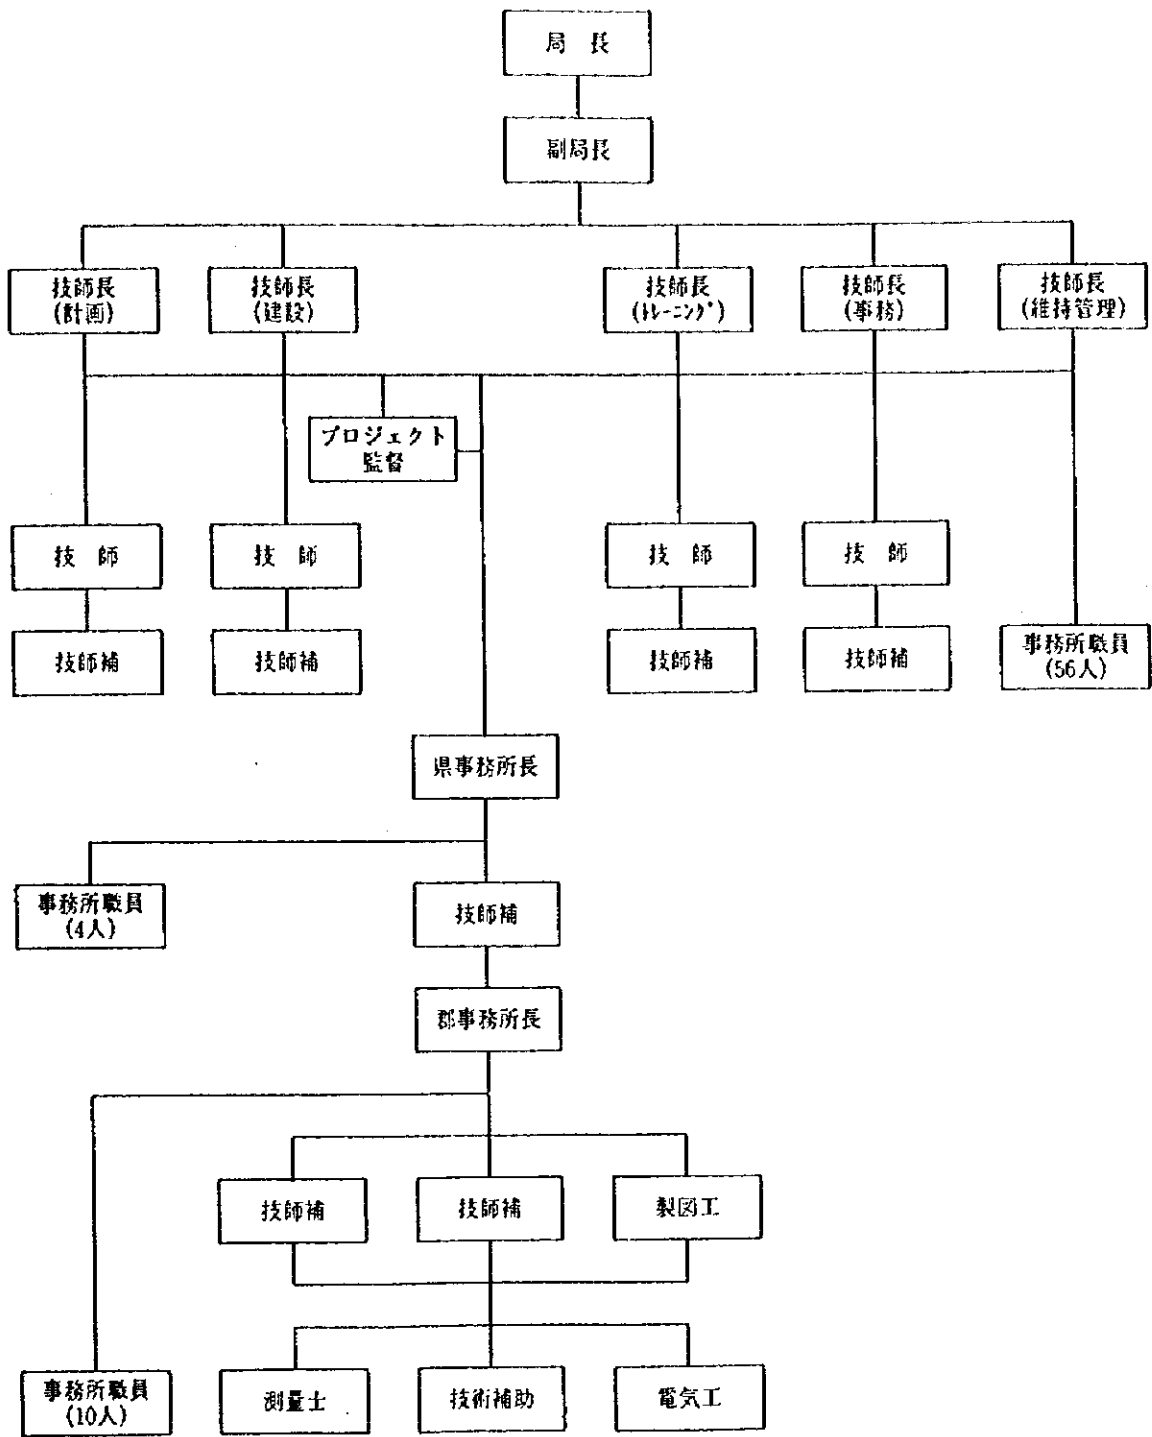 局 長
副局長
技師長
(計画)
技師長
(建設)
技師長
(トレーニング)
技師長
(事務)
技師長
(維持管理)
プロジェクト
監督
技 師
技 師
技 師
技 師
技師補
技師補
技師補
技師補
事務所職員
(56人)
県事務所長
事務所職員
(4人)
技師補
郡事務所長
技師補
技師補
製図工
事務所職員
(10人)
測量士
技術補助
電気工